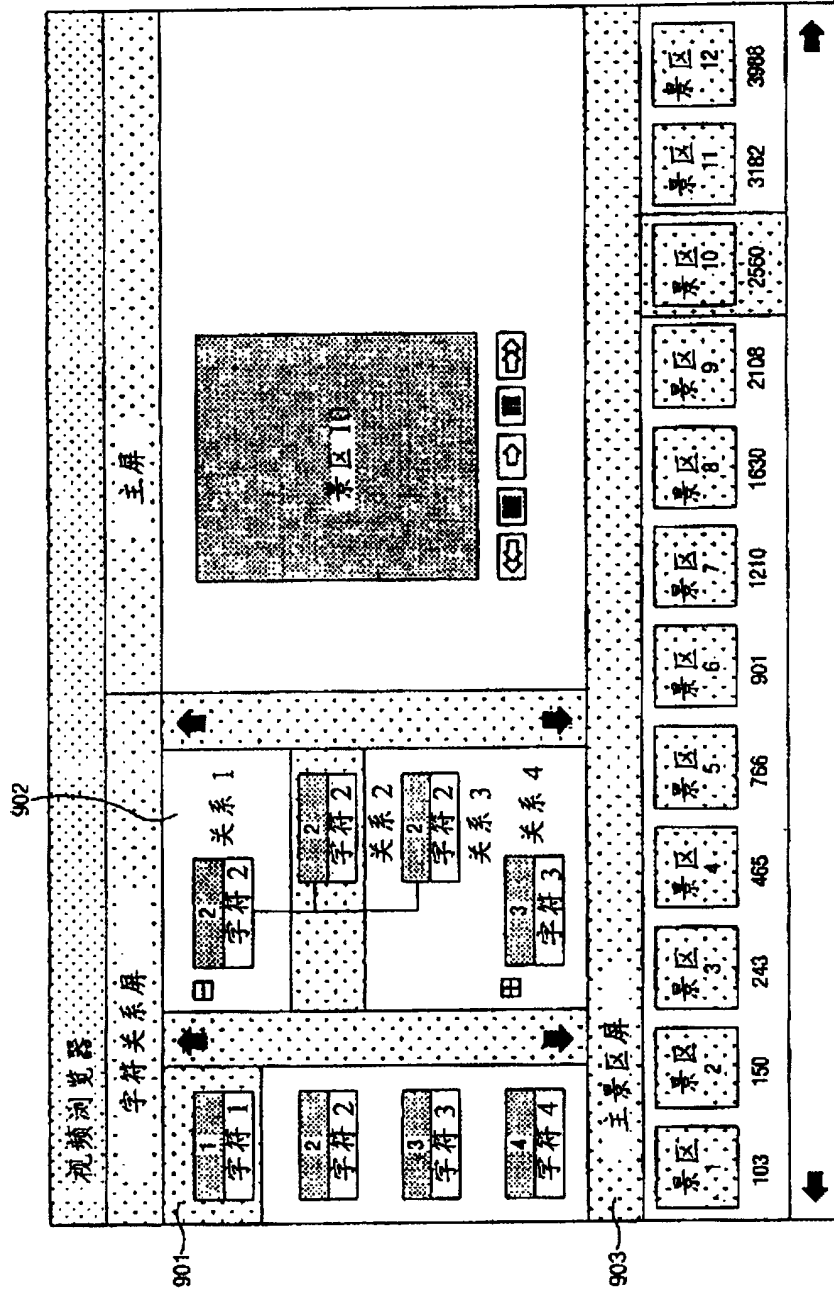 视频浏览器
字符关系屏
主屏
902
901
1
字符1
2
字符2
3
字符3
4
字符4
2
字符2
关系1
2
字符2
关系2
2
字符2
关系3
3
字符3
关系4
景区 10
903
主景区屏
景区 1
景区 2
景区 3
景区 4
景区 5
景区 6
景区 7
景区 8
景区 9
景区 10
景区 11
景区 12
103
150
243
465
766
901
1210
1630
2108
2560
3182
3988